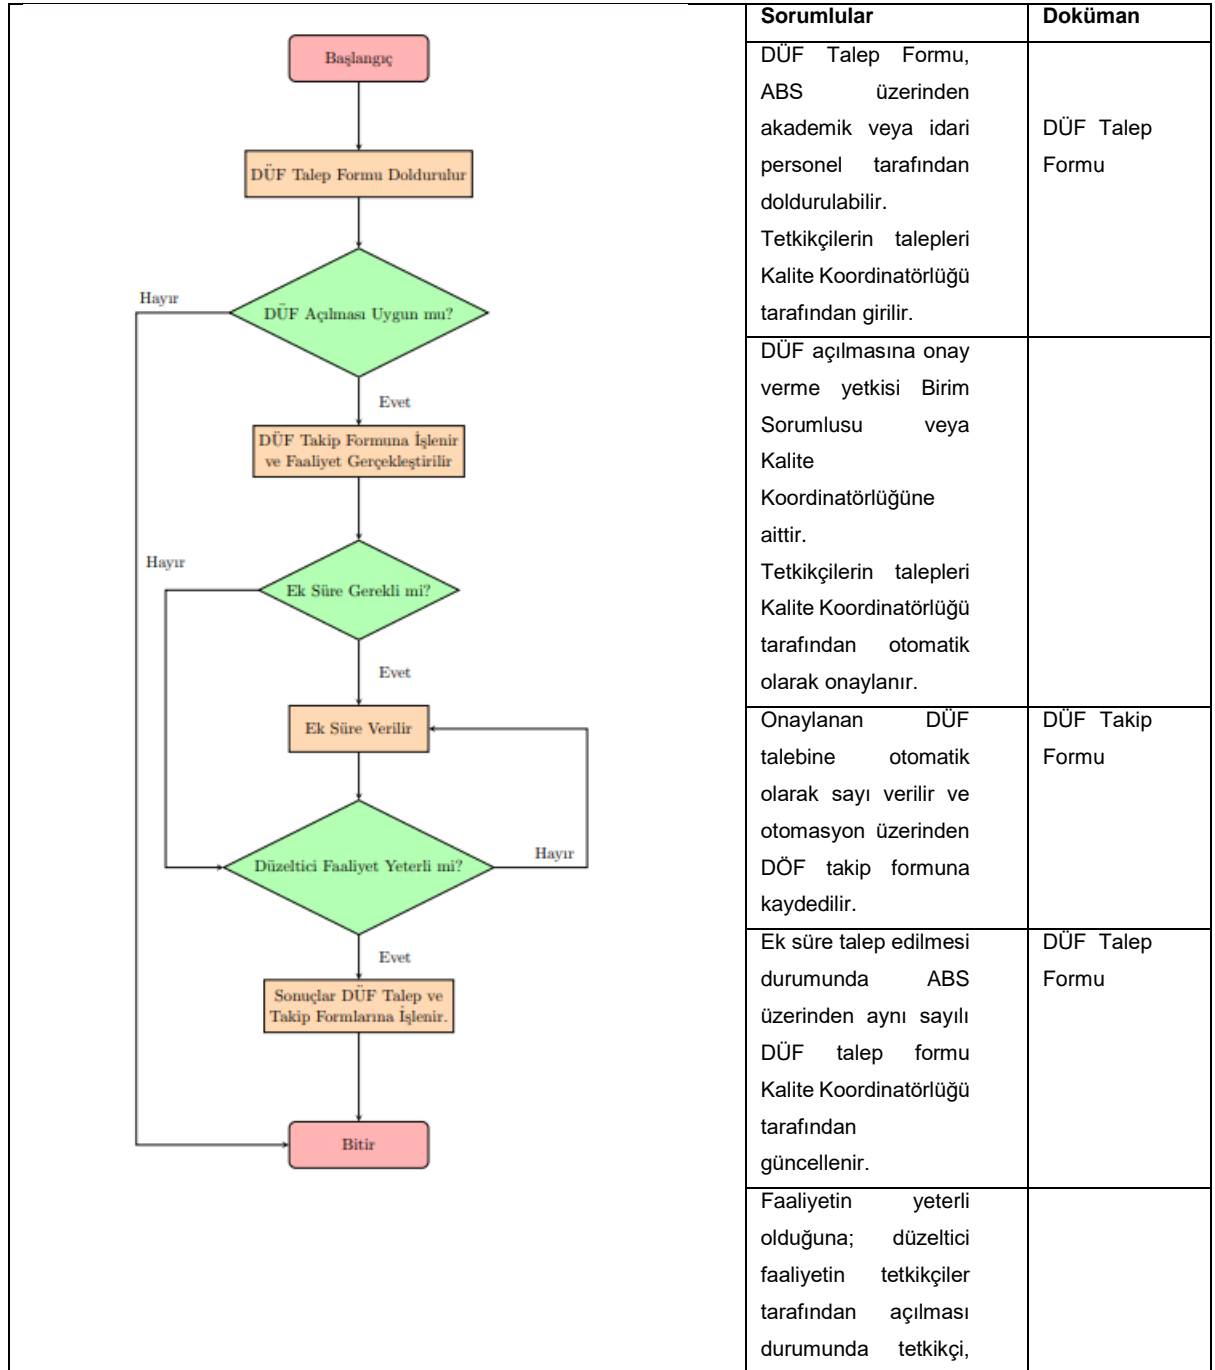 Başlangıç
DÜF Talep Formu Doldurulur
Hayır
DÜF Açılması Uygun mu?
Evet
DÜF Takip Formuna İşlenir
ve Faaliyet Gerçekleştirilir
Hayır
Ek Süre Gerekli mi?
Evet
Ek Süre Verilir
Düzeltici Faaliyet Yeterli mi?
Hayır
Evet
Sonuçlar DÜF Talep ve
Takip Formlarına İşlenir.
Bitir
Sorumlular
Doküman
DÜF Talep Formu,
ABS üzerinden
akademik veya idari
personel tarafından
doldurulabilir.
Tetkikçilerin talepleri
Kalite Koordinatörlüğü
tarafından girilir.
DÜF Talep
Formu
DÜF açılmasına onay
verme yetkisi Birim
Sorumlusu veya
Kalite
Koordinatörlüğüne
aittir.
Tetkikçilerin talepleri
Kalite Koordinatörlüğü
tarafından otomatik
olarak onaylanır.
Onaylanan DÜF
talebine otomatik
olarak sayı verilir ve
otomasyon üzerinden
DÖF takip formuna
kaydedilir.
DÜF Takip
Formu
Ek süre talep edilmesi
durumunda ABS
üzerinden aynı sayılı
DÜF talep formu
Kalite Koordinatörlüğü
tarafından
güncellenir.
DÜF Talep
Formu
Faaliyetin yeterli
olduğuna; düzeltici
faaliyetin tetkikçiler
tarafından açılması
durumunda tetkikçi,